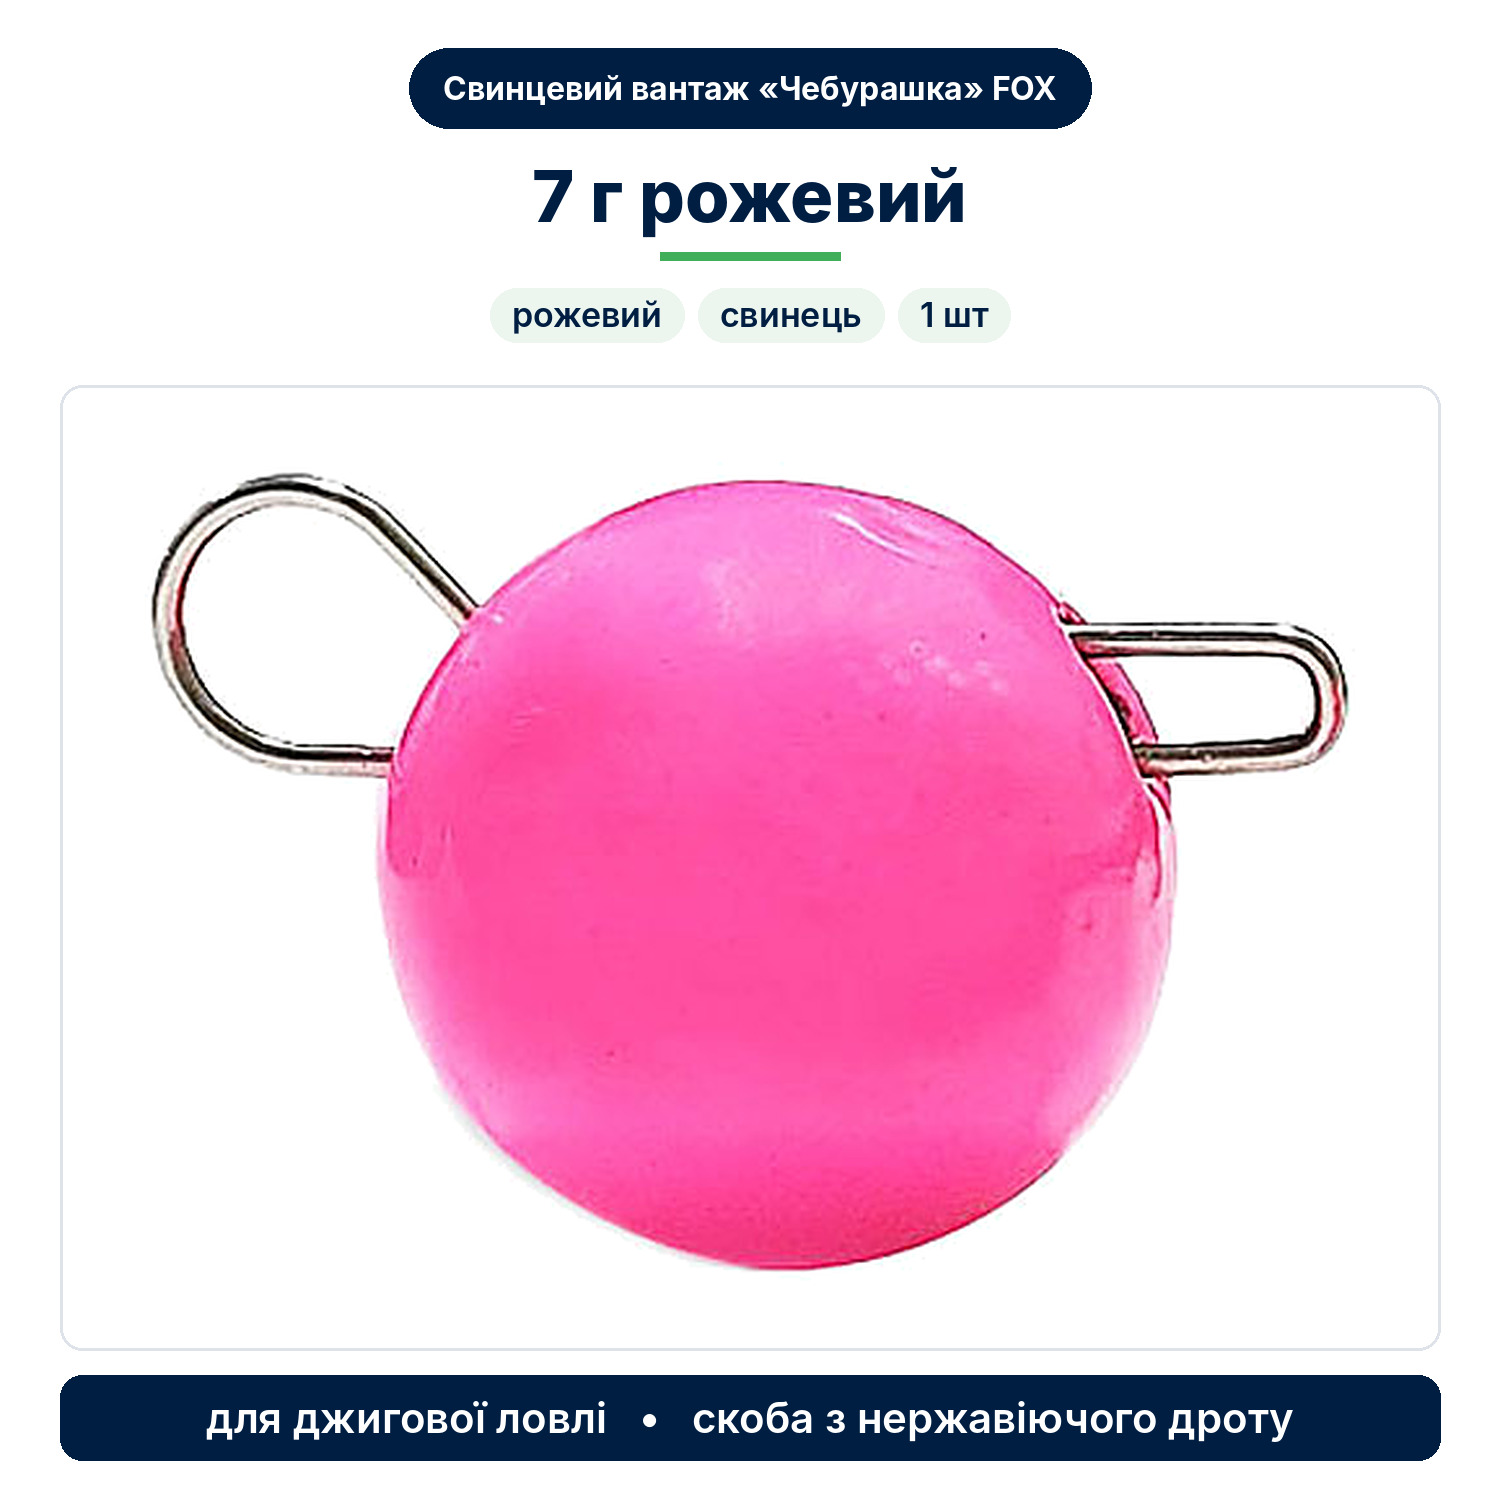 Свинцевий вантаж «Чебурашка» FOX
7 г рожевий
рожевий свинець 1 шт
для джигової ловлі • скоба з нержавіючого дроту